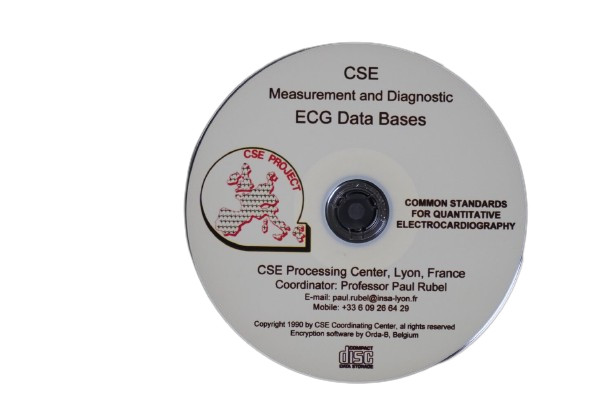 CSE
Measurement and Diagnostic
ECG Data Bases
CSE PROJECT
COMMON STANDARDS
FOR QUANTITATIVE
ELECTROCARDIOGRAPHY
CSE Processing Center, Lyon, France
Coordinator: Professor Paul Rubel
E-mail: paul.rubel@insa-lyon.fr
Mobile: +33 6 09 26 64 29
Copyright 1990 by CSE Coordinating Center, al rights reserved
Encryption software by Orda-B, Belgium
COMPACT
disc
DATA STORAGE